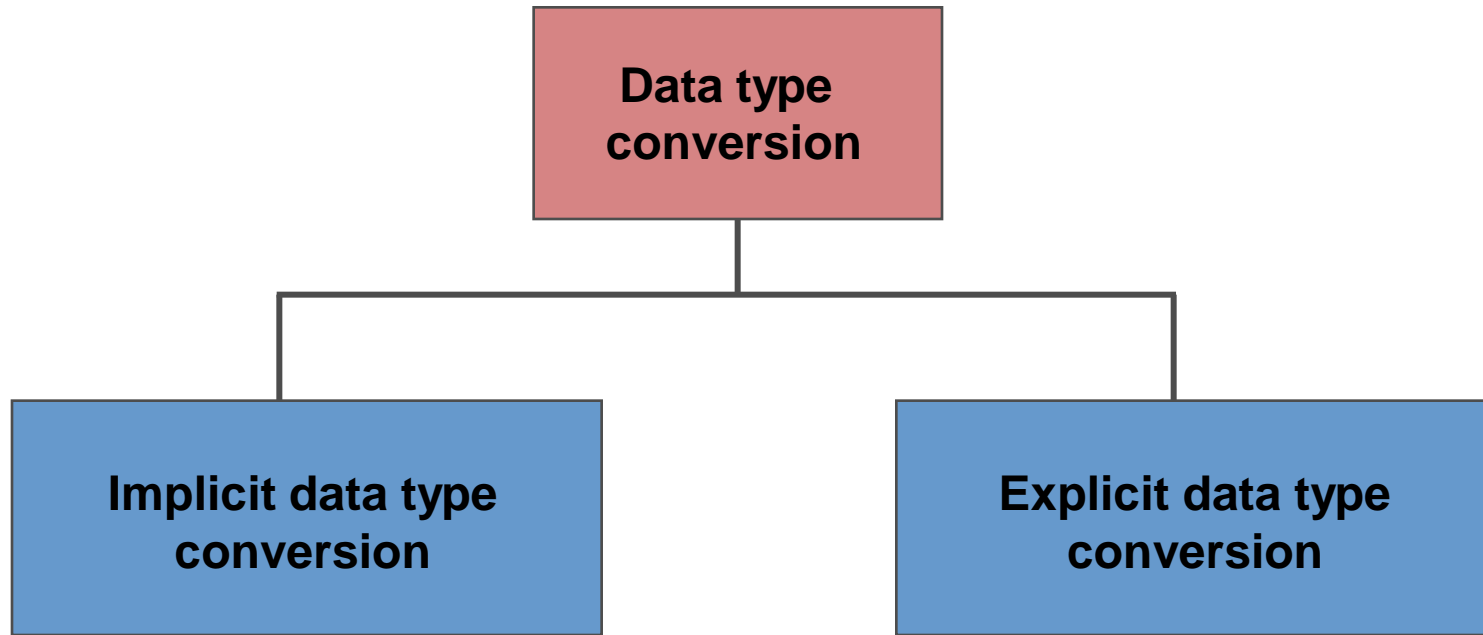 Data type
conversion
Implicit data type
conversion
Explicit data type
conversion